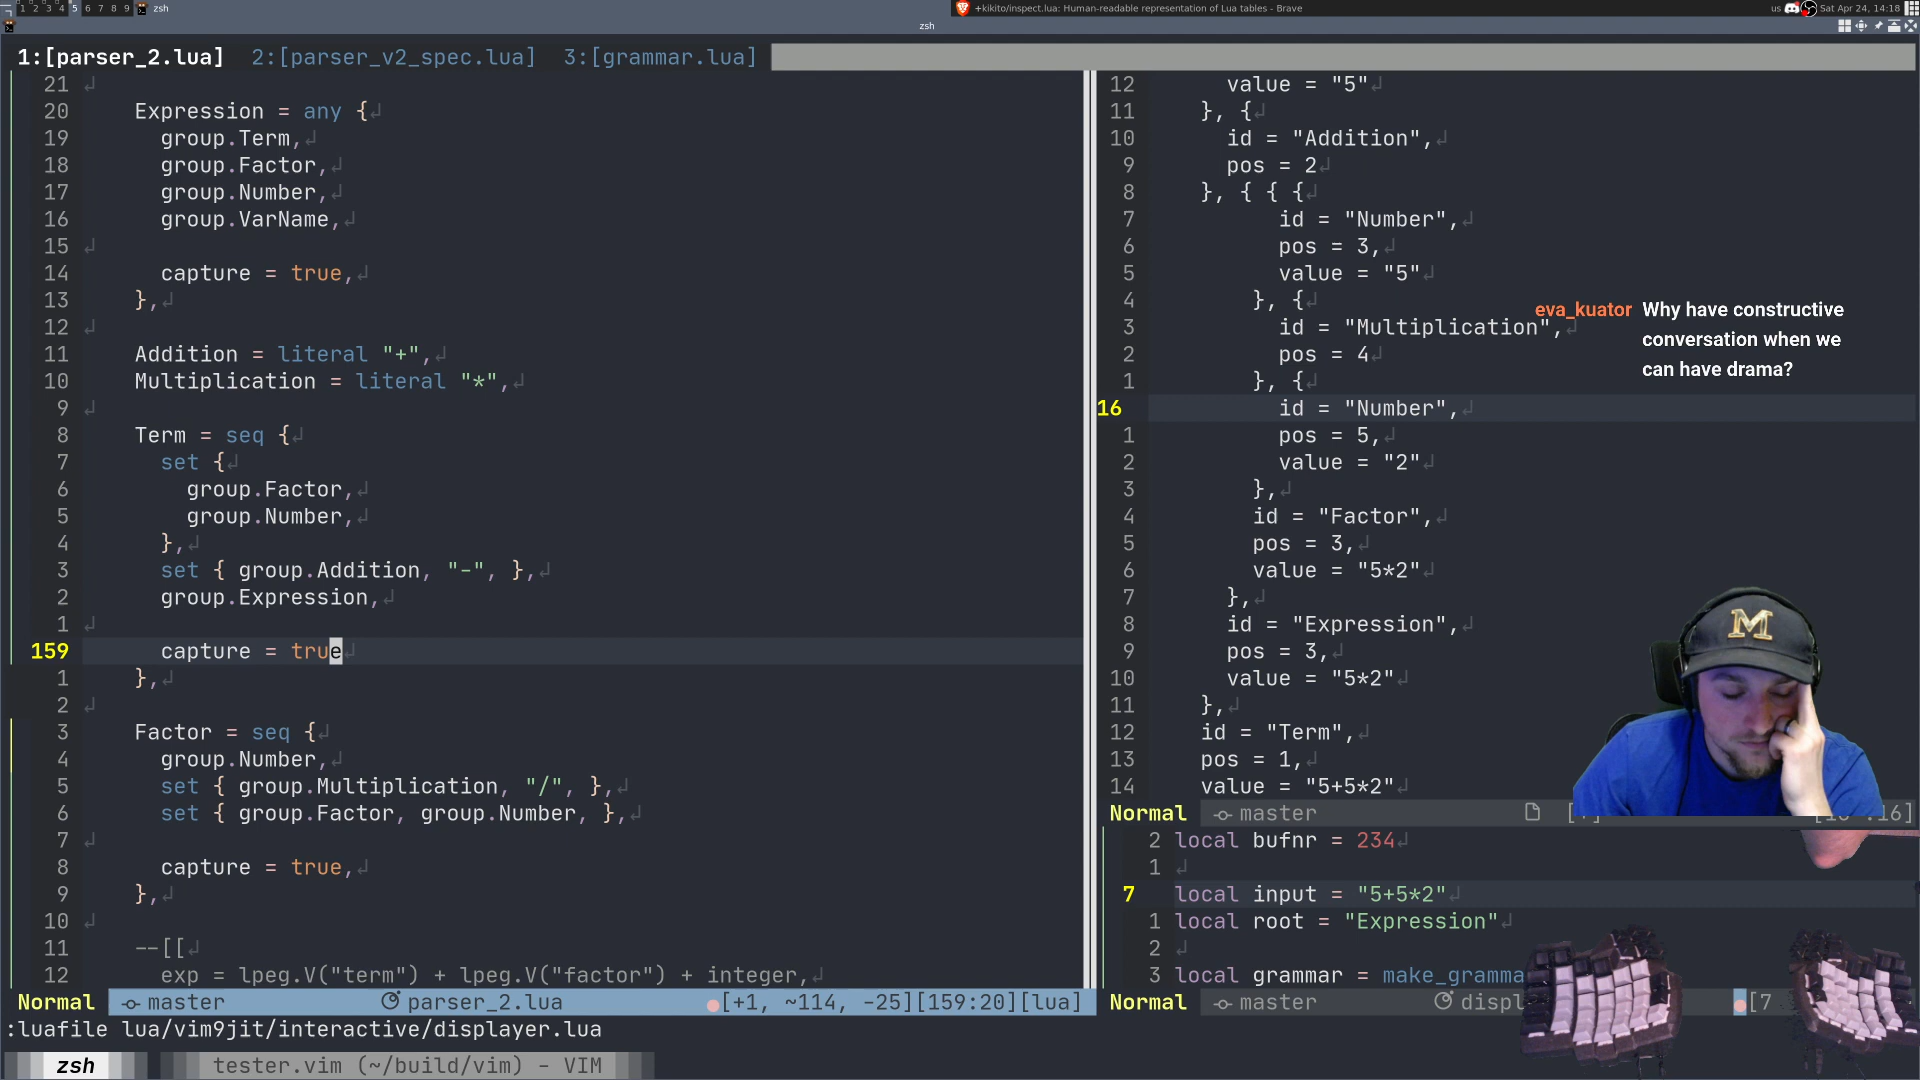 1 2 3 4 5 6 7 8 9 zsh
+kikito/inspect.lua: Human-readable representation of Lua tables - Brave
us
Sat Apr 24, 14:18
zsh
1:[parser_2.lua] 2:[parser_v2_spec.lua] 3:[grammar.lua]
21
20 Expression = any {
19 group.Term,
18 group.Factor,
17 group.Number,
16 group.VarName,
15
14 capture = true,
13 },
12
11 Addition = literal "+",
10 Multiplication = literal "*",
9
8 Term = seq {
7 set {
6 group.Factor,
5 group.Number,
4 },
3 set { group.Addition, "-", },
2 group.Expression,
1
159 capture = true
1 },
2
3 Factor = seq {
4 group.Number,
5 set { group.Multiplication, "/", },
6 set { group.Factor, group.Number, },
7
8 capture = true,
9 },
10
11 --[[
12 exp = lpeg.V("term") + lpeg.V("factor") + integer,
Normal master parser_2.lua [+1, ~114, -25][159:20][lua]
:luafile lua/vim9jit/interactive/displayer.lua
zsh tester.vim (~/build/vim) - VIM
12 value = "5"
11 }, {
10 id = "Addition",
9 pos = 2
8 }, { { {
7 id = "Number",
6 pos = 3,
5 value = "5"
4 }, {
3 id = "Multiplication",
2 pos = 4
1 }, {
16 id = "Number",
1 pos = 5,
2 value = "2"
3 },
4 id = "Factor",
5 pos = 3,
6 value = "5*2"
7 },
8 id = "Expression",
9 pos = 3,
10 value = "5*2"
11 },
12 id = "Term",
13 pos = 1,
14 value = "5+5*2"
Normal master
2 local bufnr = 234
1
7 local input = "5+5*2"
1 local root = "Expression"
2
3 local grammar = make_gramma
Normal master displ [7
eva_kuator Why have constructive
conversation when we
can have drama?
M